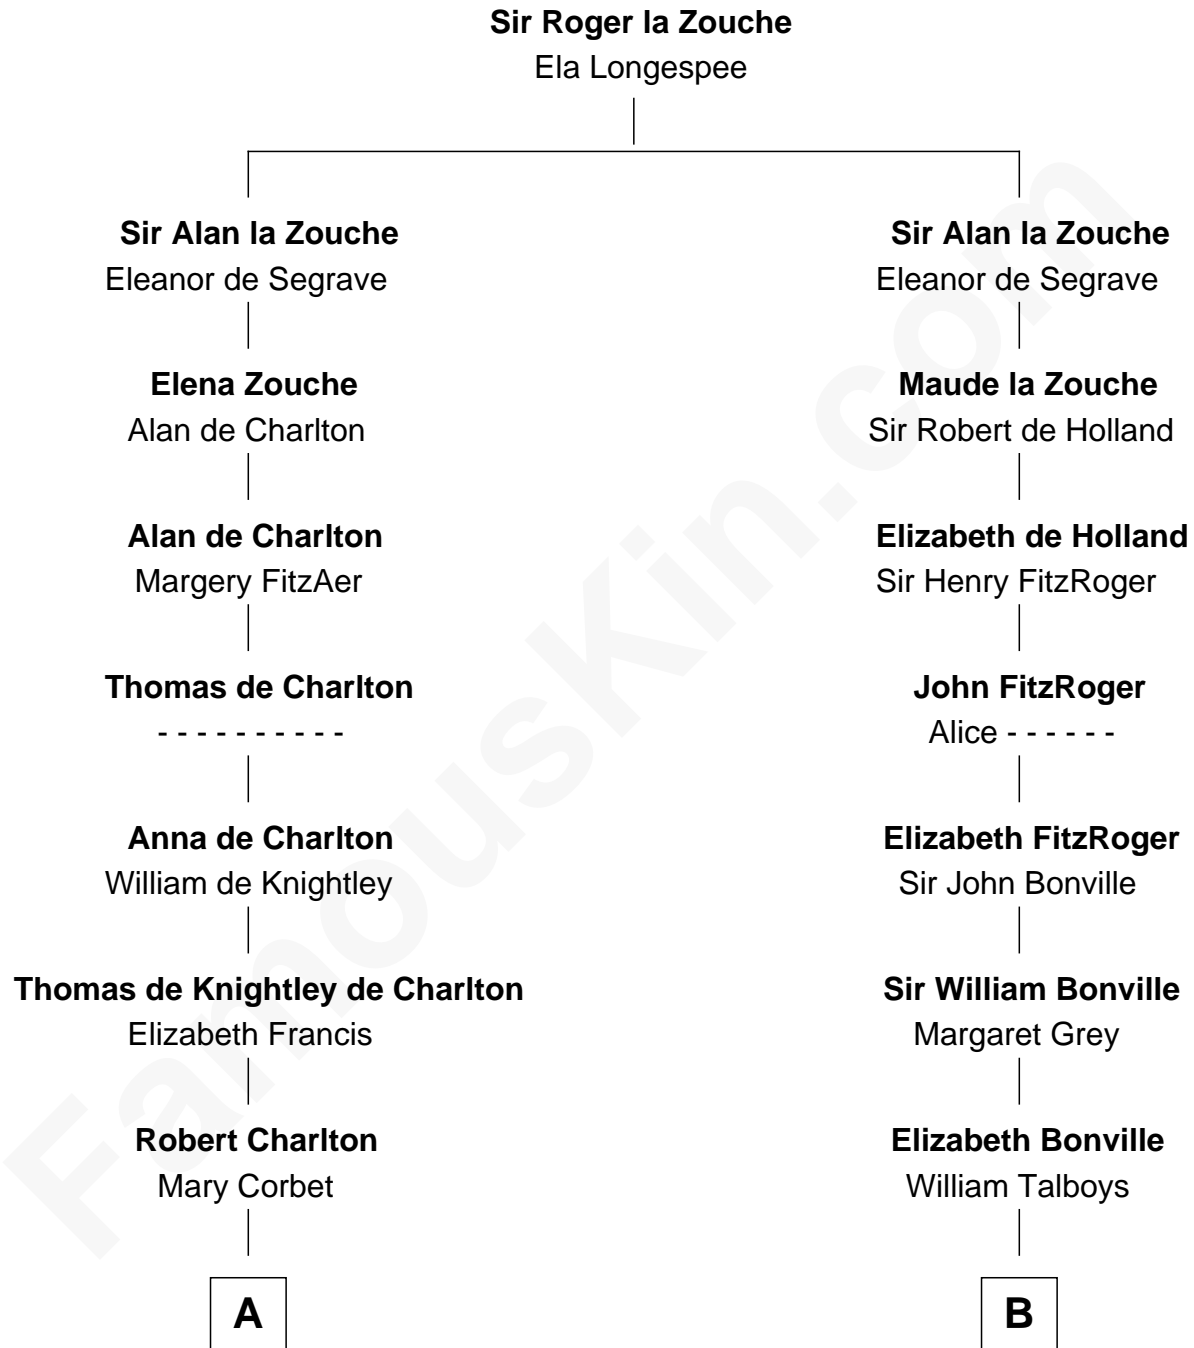 Sir Roger la Zouche
Ela Longespee
Sir Alan la Zouche
Eleanor de Segrave
Sir Alan la Zouche
Eleanor de Segrave
Elena Zouche
Alan de Charlton
Maude la Zouche
Sir Robert de Holland
Alan de Charlton
Margery FitzAer
Elizabeth de Holland
Sir Henry FitzRoger
Thomas de Charlton
- - - - - - - - - -
John FitzRoger
Alice - - - - - -
Anna de Charlton
William de Knightley
Elizabeth FitzRoger
Sir John Bonville
Thomas de Knightley de Charlton
Elizabeth Francis
Sir William Bonville
Margaret Grey
Robert Charlton
Mary Corbet
Elizabeth Bonville
William Talboys
A
B
FamousKin.com